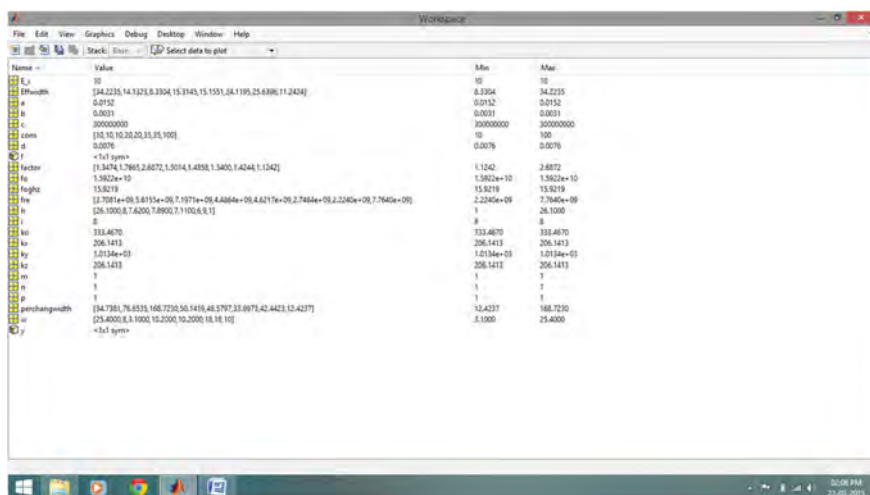 Workspace
File Edit View Graphics Debug Desktop Window Help
Stack: Base Select data to plot
Name Value Min Max
E_r 10 10 10
Effwidth [34.2235,14.1323,8.3304,15.3145,15.1551,24.1195,25.6396,11.2424] 8.3304 34.2235
a 0.0152 0.0152 0.0152
b 0.0031 0.0031 0.0031
c 300000000 300000000 300000000
cons [10,10,10,20,20,35,35,100] 10 100
d 0.0076 0.0076 0.0076
f <1x1 sym>
factor [1.3474,1.7665,2.6872,1.5014,1.4858,1.3400,1.4244,1.1242] 1.1242 2.6872
fo 1.5922e+10 1.5922e+10 1.5922e+10
foghz 15.9219 15.9219 15.9219
fre [2.7081e+09,5.6155e+09,7.1971e+09,4.4864e+09,4.6217e+09,2.7464e+09,2.2240e+09,7.7640e+09] 2.2240e+09 7.7640e+09
h [26.1000,8,7.6200,7.8900,7.1100,6,9,1] 1 26.1000
i 8 8 8
ko 333.4670 333.4670 333.4670
kx 206.1413 206.1413 206.1413
ky 1.0134e+03 1.0134e+03 1.0134e+03
kz 206.1413 206.1413 206.1413
m 1 1 1
n 1 1 1
p 1 1 1
perchangwidth [34.7381,76.6535,168.7230,50.1419,48.5797,33.9973,42.4423,12.4237] 12.4237 168.7230
w [25.4000,8,3.1000,10.2000,10.2000,18,18,10] 3.1000 25.4000
y <1x1 sym>
02:06 PM